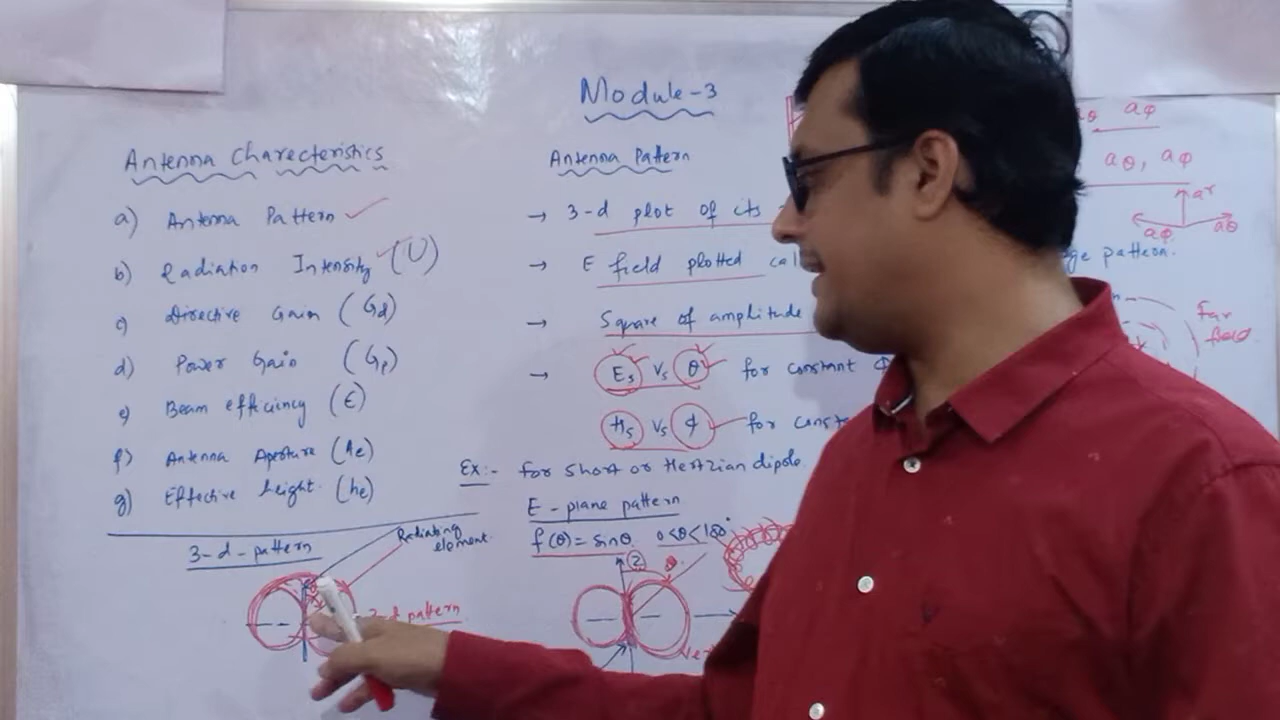 Module-3
Antenna Charecteristics
a) Antenna Pattern
b) Radiation Intensity (U)
c) Directive Gain (Gd)
d) Power Gain (Gp)
e) Beam efficiency (ϵ)
f) Antenna Aperture (Ae)
g) Effective height. (he)
3-d-pattern
Radiating
element.
pattern
Antenna Pattern
→ 3-d plot of its
→ E field plotted
→ Square of amplitude
→ Es Vs θ for constant
Hs Vs ϕ for
Ex:- for short or Hertzian dipole.
E-plane pattern
f(θ)=sinθ 0<θ<180°
2
aϕ
aθ, aϕ
ar
aϕ aθ
pattern.
Far
field